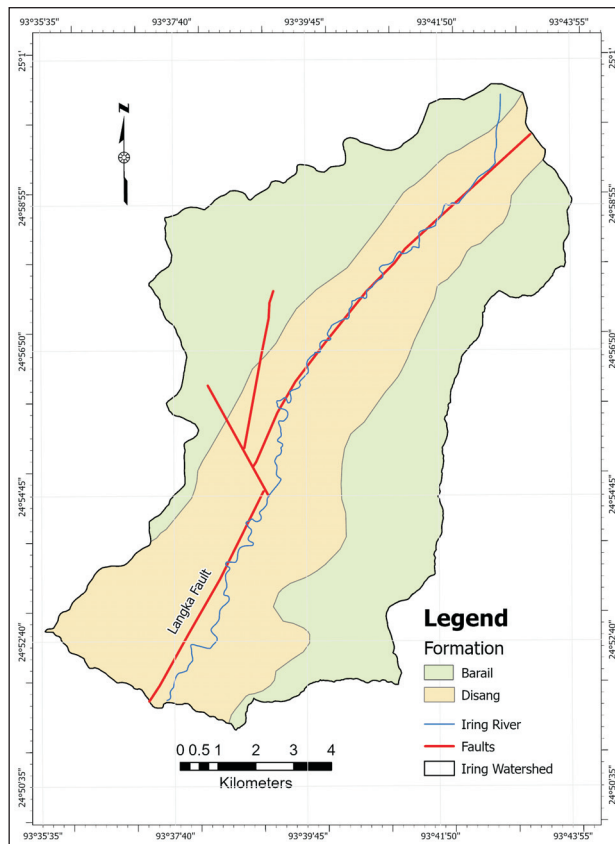 93°35'35" 93°37'40" 93°39'45" 93°41'50" 93°43'55"
25°1'
24°58'55"
24°56'50"
24°54'45"
24°52'40"
24°50'35"
25°1'
24°58'55"
24°56'50"
24°54'45"
24°52'40"
24°50'35"
Z
Langka Fault
Legend
Formation
Barail
Disang
Iring River
Faults
Iring Watershed
0 0.5 1 2 3 4
Kilometers
93°35'35" 93°37'40" 93°39'45" 93°41'50" 93°43'55"